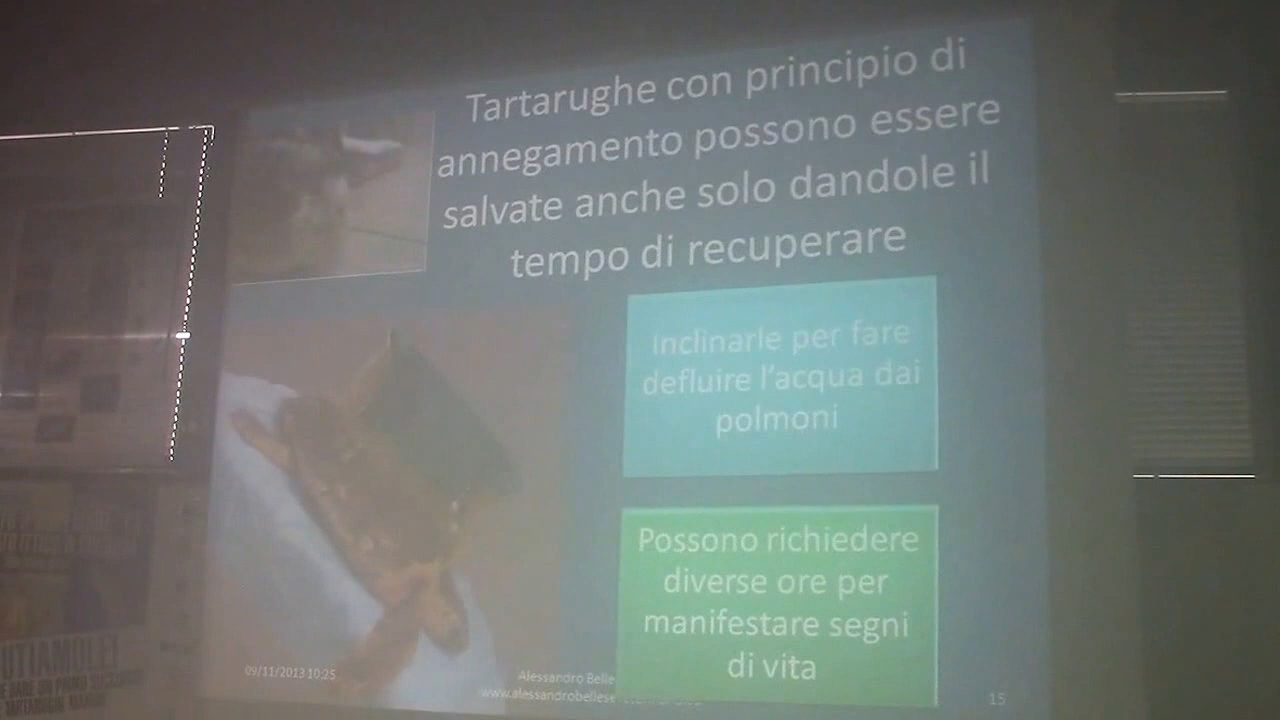 Tartarughe con principio di
annegamento possono essere
salvate anche solo dandole il
tempo di recuperare
Inclinarle per fare
defluire l'acqua dai
polmoni
Possono richiedere
diverse ore per
manifestare segni
di vita
09/11/2013 10:25
Alessandro Belle
15